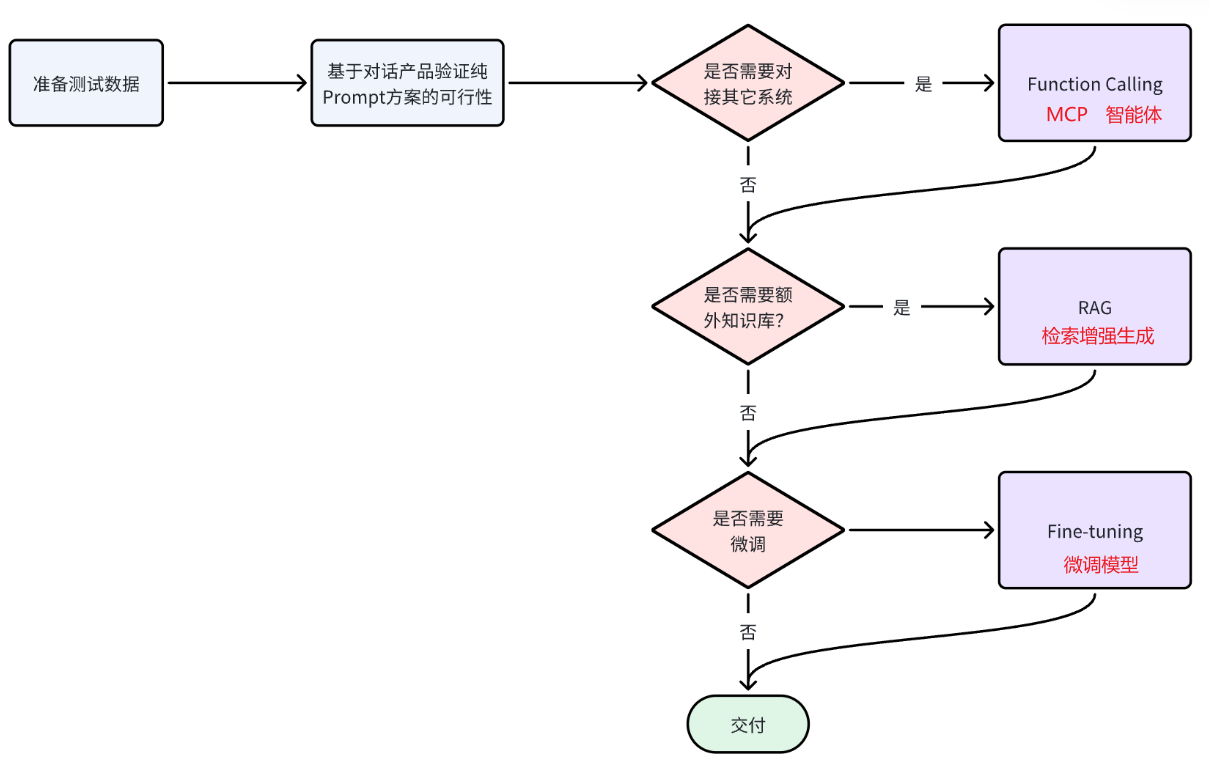 准备测试数据
基于对话产品验证纯
Prompt方案的可行性
是否需要对
接其它系统
是
Function Calling
MCP 智能体
否
是否需要额
外知识库？
是
RAG
检索增强生成
否
是否需要
微调
Fine-tuning
微调模型
否
交付